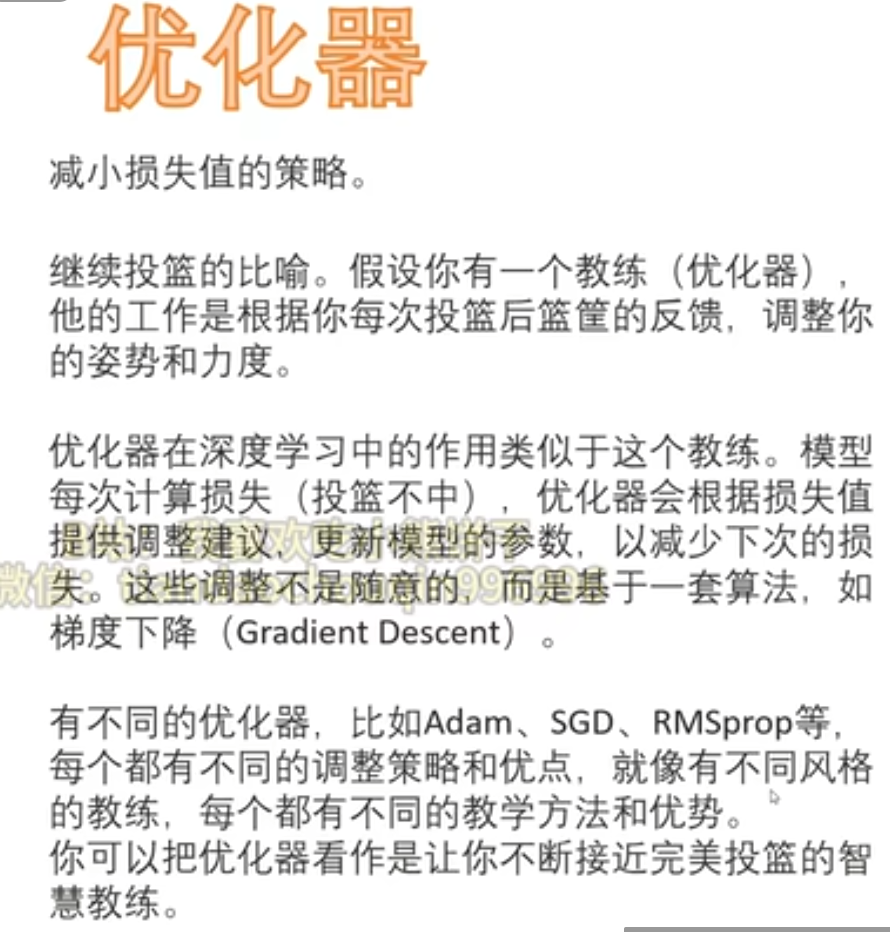 优化器
减小损失值的策略。
继续投篮的比喻。假设你有一个教练（优化器），
他的工作是根据你每次投篮后篮筐的反馈，调整你
的姿势和力度。
优化器在深度学习中的作用类似于这个教练。模型
每次计算损失（投篮不中），优化器会根据损失值
提供调整建议，更新模型的参数，以减少下次的损
失。这些调整不是随意的，而是基于一套算法，如
梯度下降（Gradient Descent）。
有不同的优化器，比如Adam、SGD、RMSprop等，
每个都有不同的调整策略和优点，就像有不同风格
的教练，每个都有不同的教学方法和优势。
你可以把优化器看作是让你不断接近完美投篮的智
慧教练。